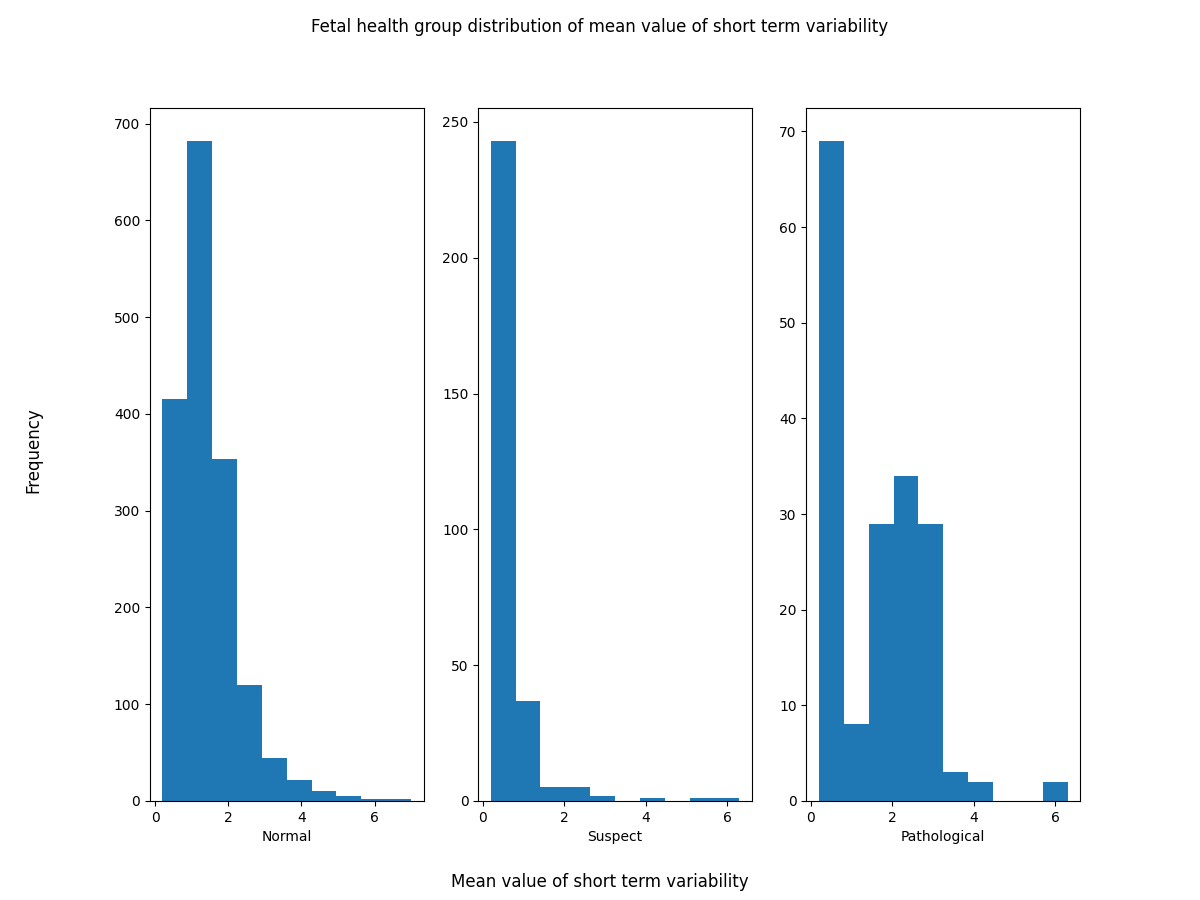 Fetal health group distribution of mean value of short term variability
Frequency
700
600
500
400
300
200
100
0
0 2 4 6
Normal
250
200
150
100
50
0
0 2 4 6
Suspect
70
60
50
40
30
20
10
0
0 2 4 6
Pathological
Mean value of short term variability